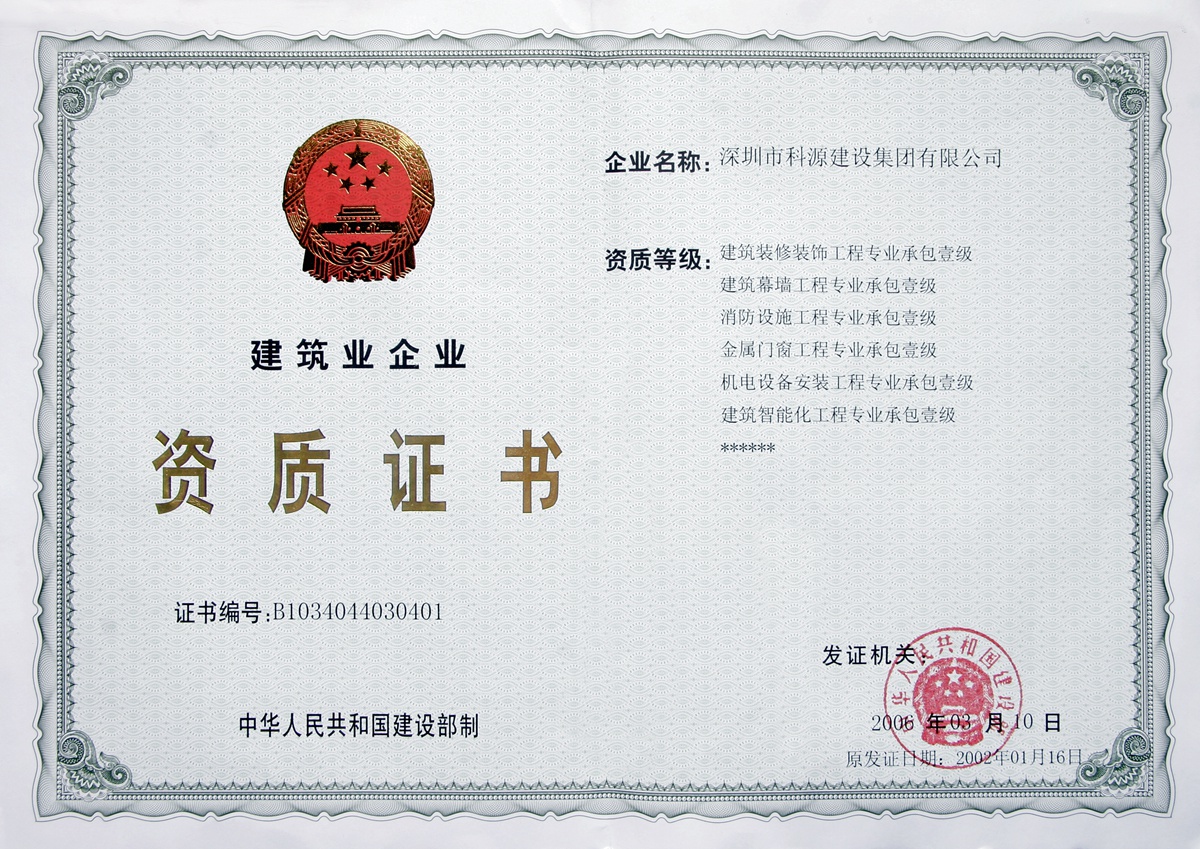 建筑业企业
资质证书
证书编号:B1034044030401
中华人民共和国建设部制
企业名称: 深圳市科源建设集团有限公司
资质等级: 建筑装修装饰工程专业承包壹级
建筑幕墙工程专业承包壹级
消防设施工程专业承包壹级
金属门窗工程专业承包壹级
机电设备安装工程专业承包壹级
建筑智能化工程专业承包壹级
******
发证机关:
中华人民共和国建设部
2006 年 03 月 10 日
原发证日期: 2002年01月16日